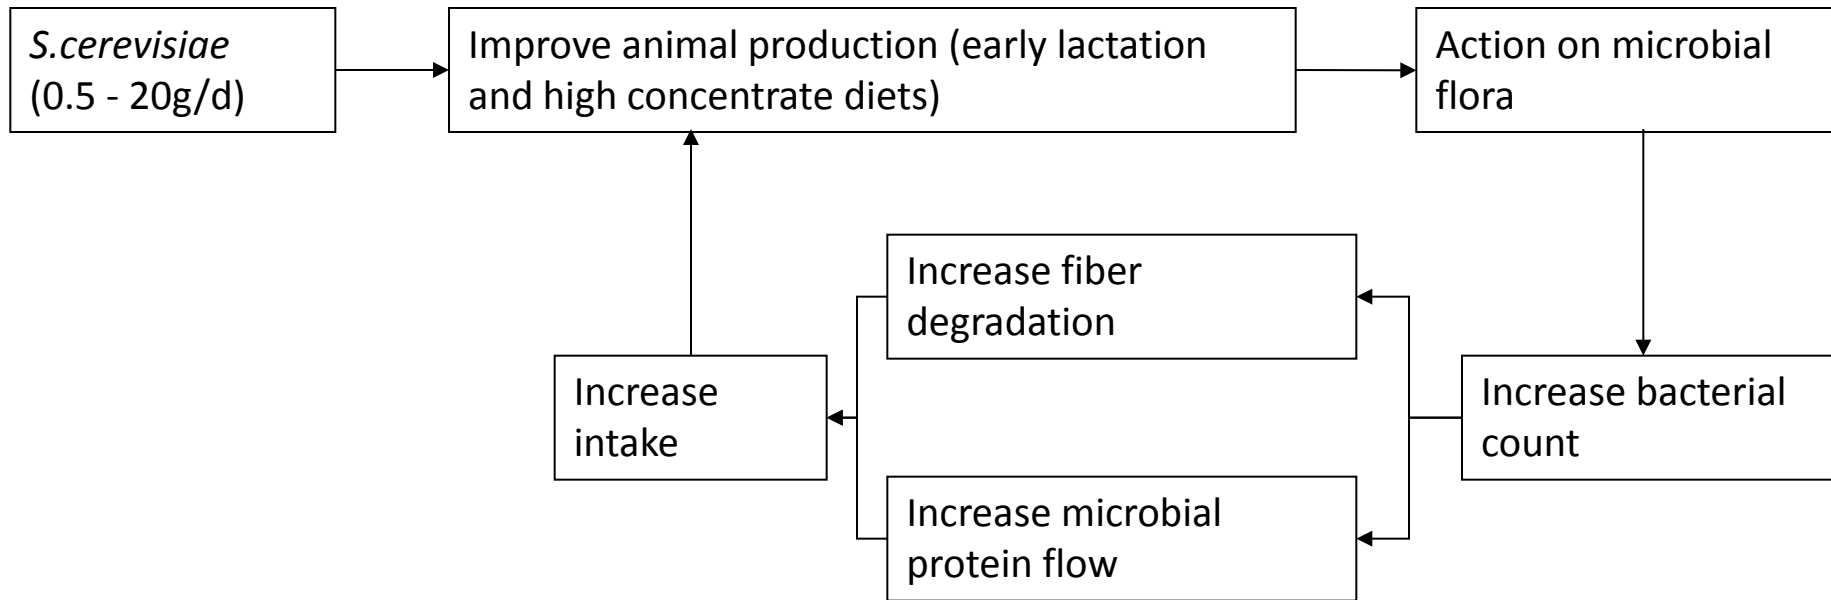 S.cerevisiae
(0.5 - 20g/d)
Improve animal production (early lactation
and high concentrate diets)
Action on microbial
flora
Increase fiber
degradation
Increase
intake
Increase bacterial
count
Increase microbial
protein flow